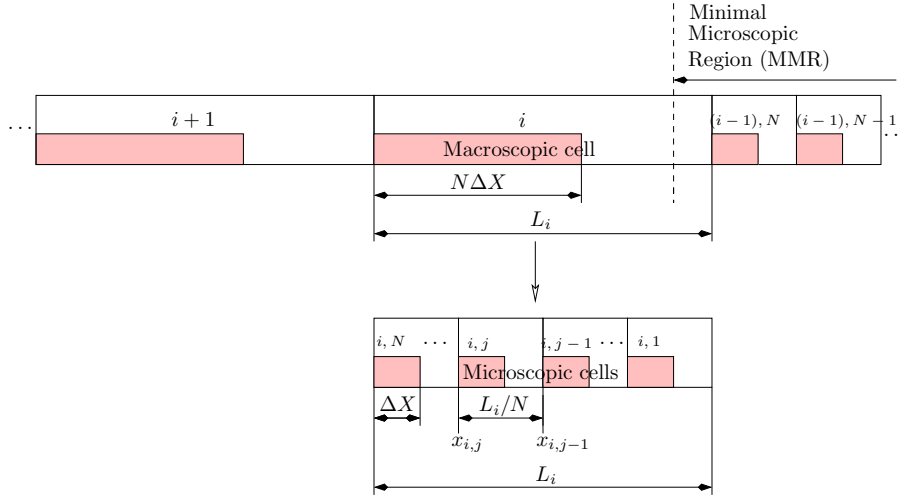 Minimal
Microscopic
Region (MMR)
... i + 1 i (i − 1), N (i − 1), N − 1 ...
Macroscopic cell
NΔX
L_i
i, N ... i, j i, j − 1 ... i, 1
Microscopic cells
ΔX L_i/N
x_{i,j} x_{i,j−1}
L_i